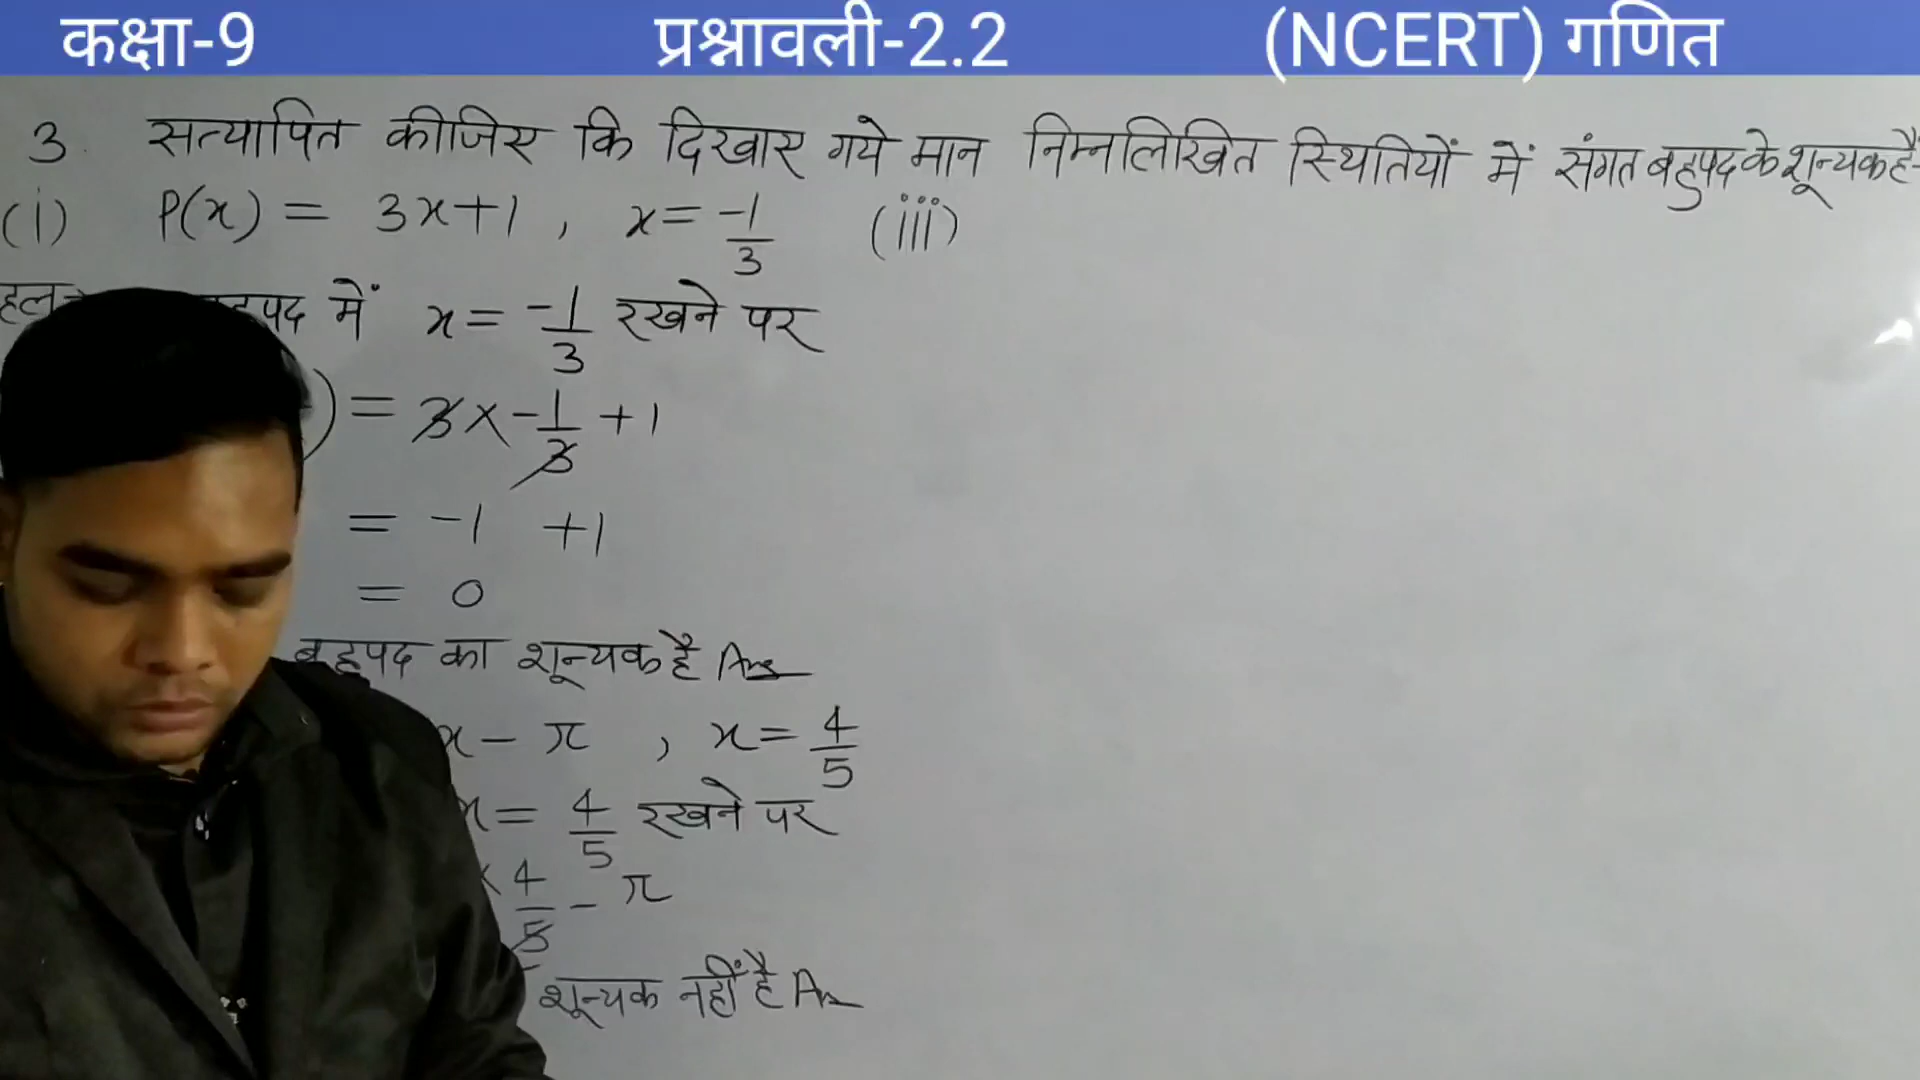 कक्षा-9 प्रश्नावली-2.2 (NCERT) गणित
3. सत्यापित कीजिए कि दिखाए गये मान निम्नलिखित स्थितियों में संगत बहुपद के शून्यक है-
(i) P(x) = 3x+1 , x = -1/3 (iii)
हल- में x = -1/3 रखने पर
) = 3 x -1/3 +1
= -1 +1
= 0
बहुपद का शून्यक है Ans
x - π , x = 4/5
x = 4/5 रखने पर
x 4/5 - π
शून्यक नहीं है Ans